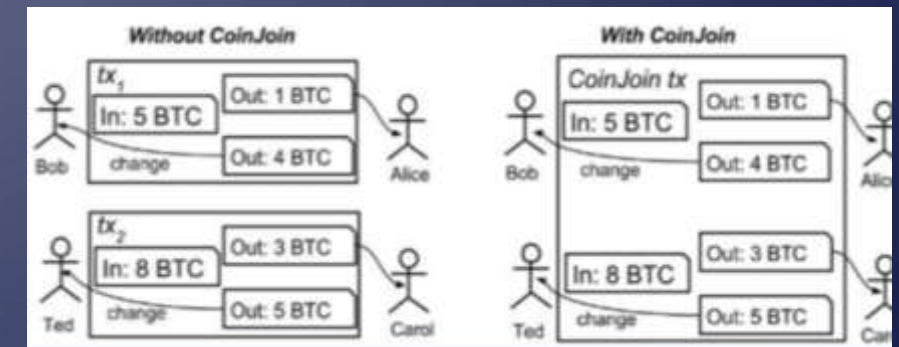 Without CoinJoin
tx1
In: 5 BTC
Out: 1 BTC
Out: 4 BTC
change
Bob
Alice
tx2
In: 8 BTC
Out: 3 BTC
Out: 5 BTC
change
Ted
Carol
With CoinJoin
CoinJoin tx
In: 5 BTC
Out: 1 BTC
Out: 4 BTC
change
Bob
Alic
In: 8 BTC
Out: 3 BTC
Out: 5 BTC
change
Ted
Car